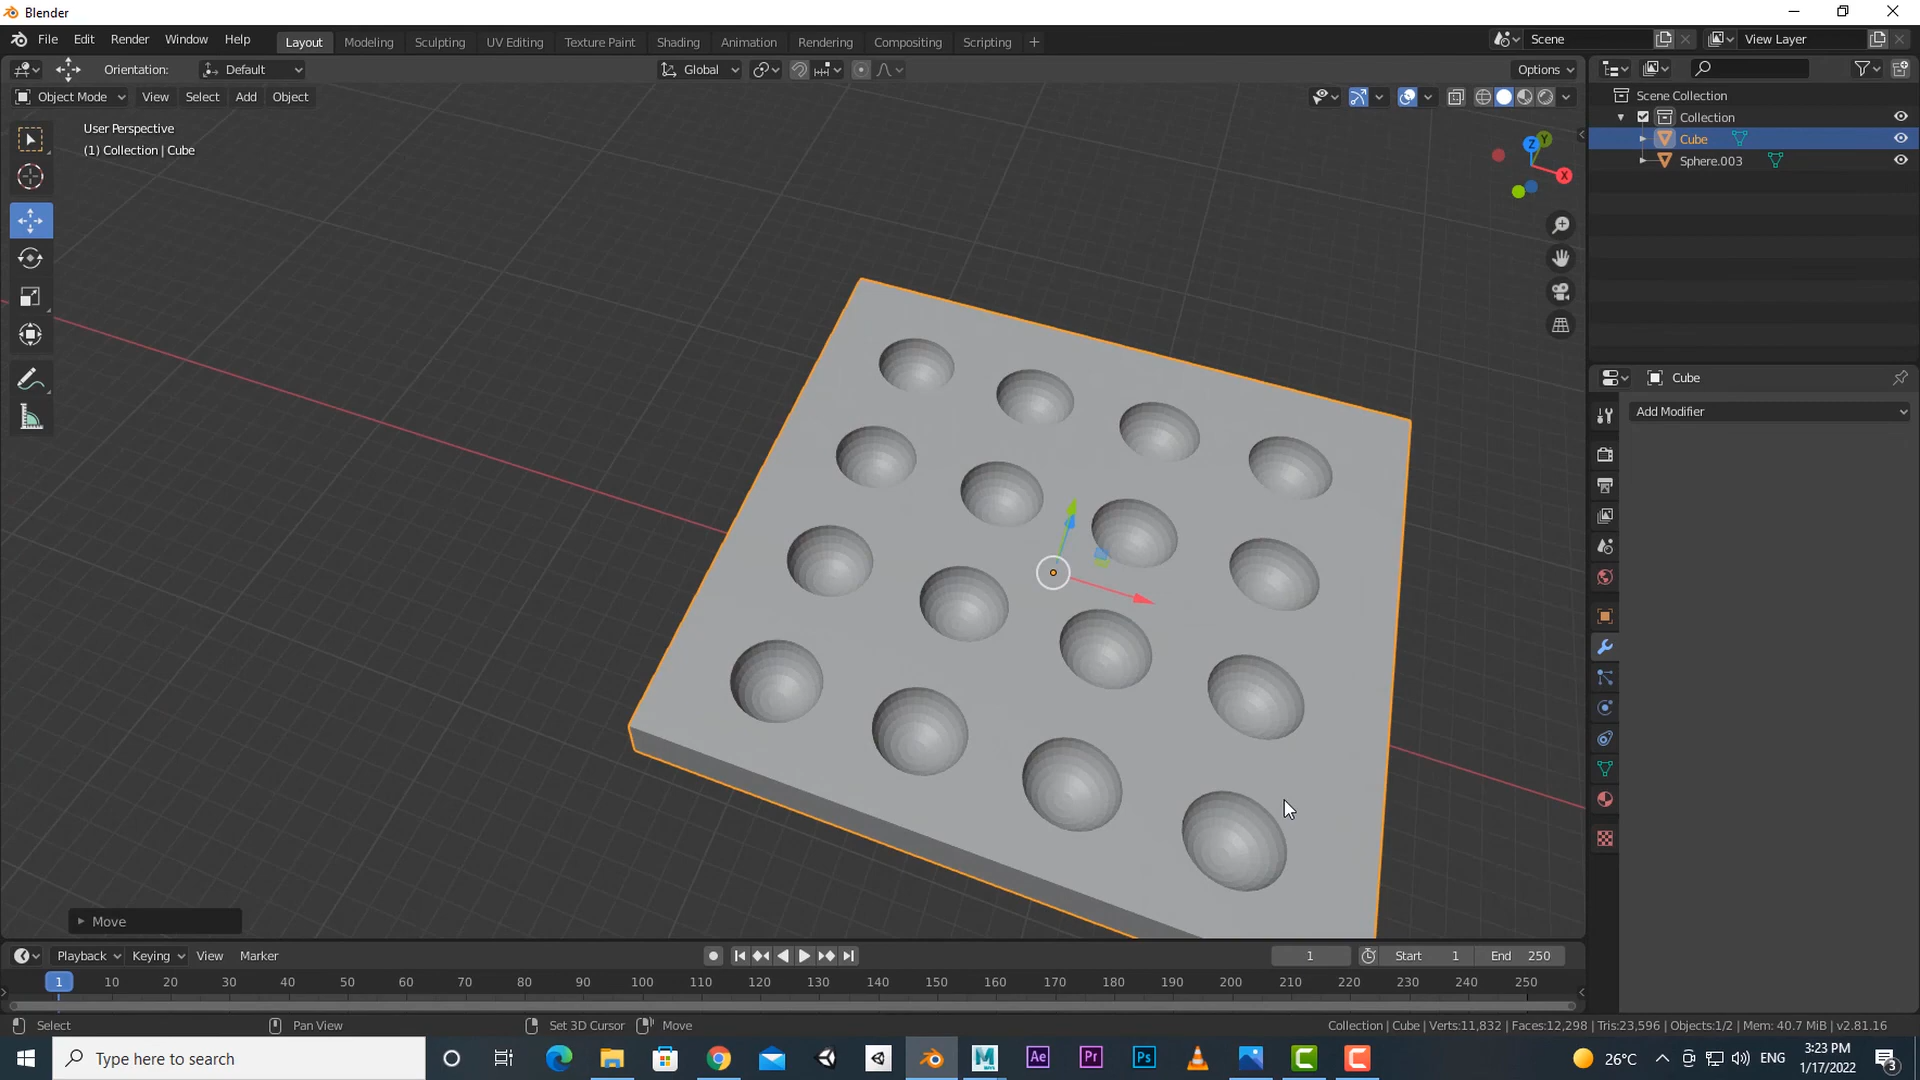 Blender
File Edit Render Window Help Layout Modeling Sculpting UV Editing Texture Paint Shading Animation Rendering Compositing Scripting + Scene View Layer
Orientation: Default Global Options
Object Mode View Select Add Object
User Perspective
(1) Collection | Cube
Z
Y
X
Scene Collection
Collection
Cube
Sphere.003
Cube
Add Modifier
Move
Playback Keying View Marker 1 Start 1 End 250
1 10 20 30 40 50 60 70 80 90 100 110 120 130 140 150 160 170 180 190 200 210 220 230 240 250
Select Pan View Set 3D Cursor Move Collection | Cube | Verts:11,832 | Faces:12,298 | Tris:23,596 | Objects:1/2 | Mem: 40.7 MiB | v2.81.16
Type here to search Ae Pr Ps 26°C ENG
3:23 PM
1/17/2022
3